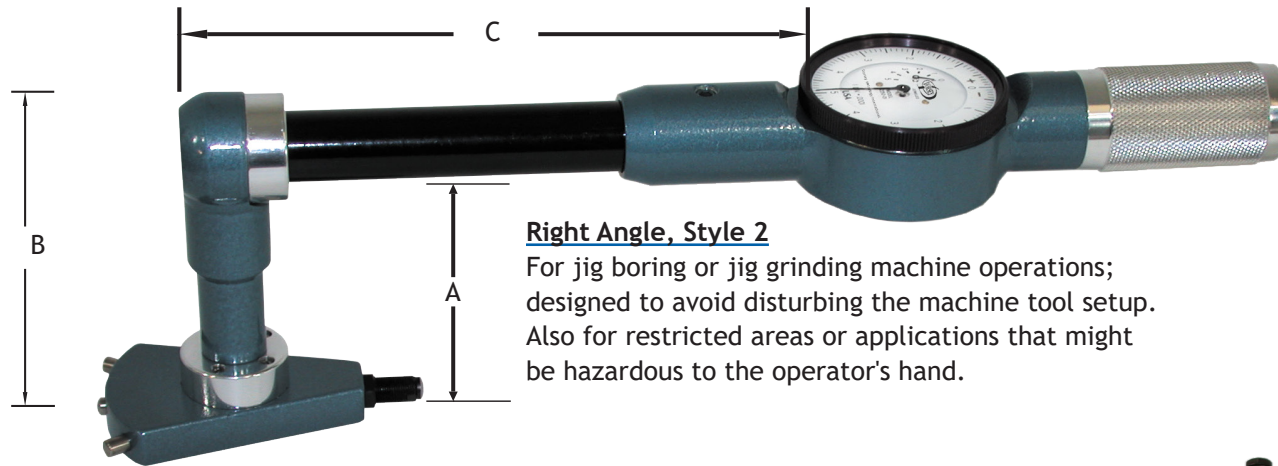 C
B
A
Right Angle, Style 2
For jig boring or jig grinding machine operations;
designed to avoid disturbing the machine tool setup.
Also for restricted areas or applications that might
be hazardous to the operator's hand.